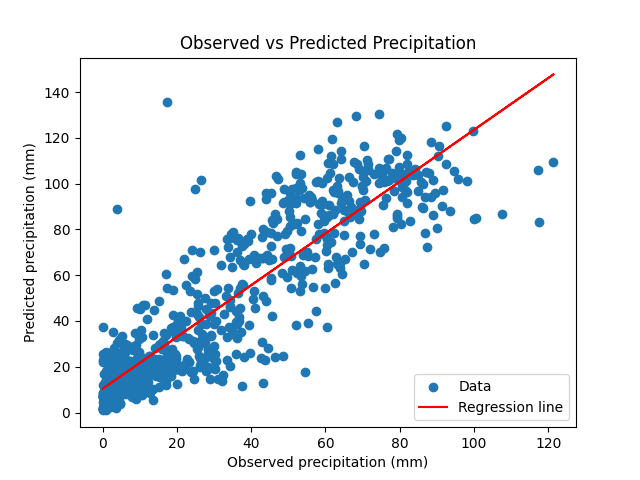 Observed vs Predicted Precipitation
Predicted precipitation (mm)
140
120
100
80
60
40
20
0
0 20 40 60 80 100 120
Observed precipitation (mm)
Data
Regression line